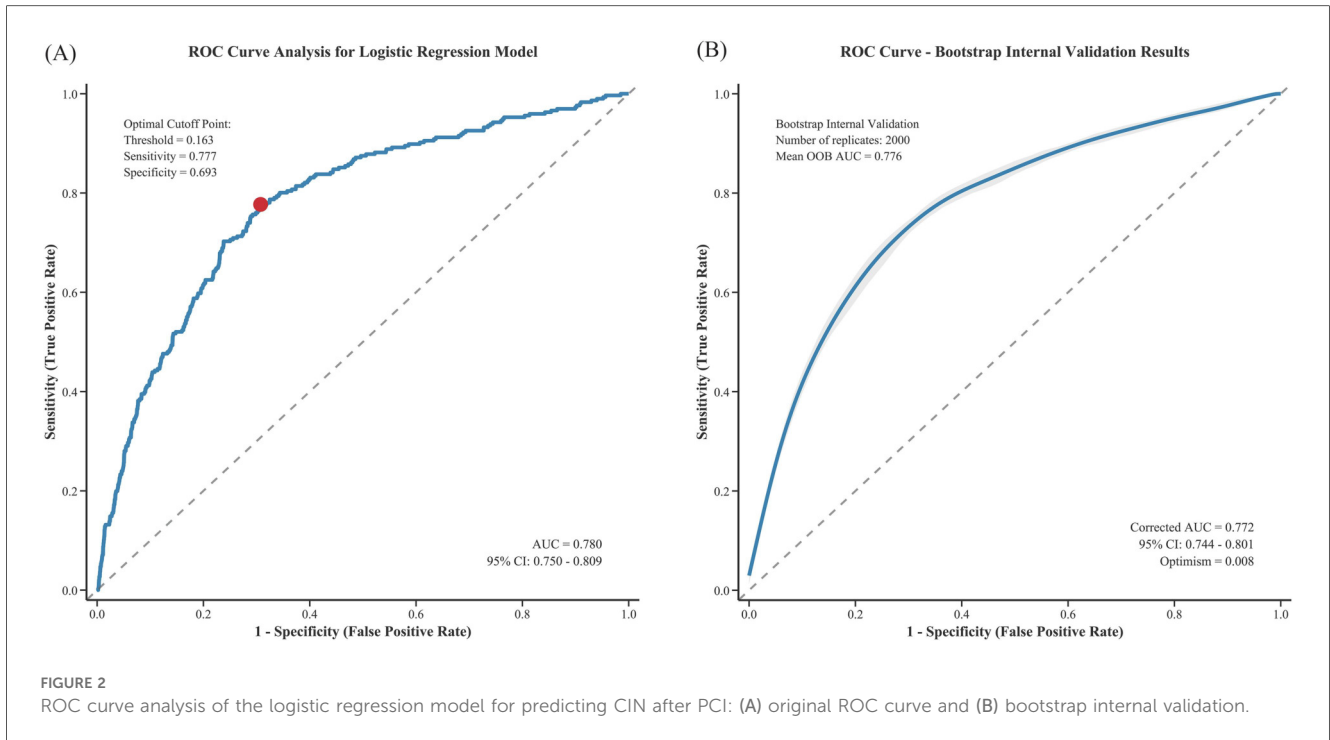 (A)
ROC Curve Analysis for Logistic Regression Model
1.0
0.8
0.6
0.4
0.2
0.0
Sensitivity (True Positive Rate)
Optimal Cutoff Point:
Threshold = 0.163
Sensitivity = 0.777
Specificity = 0.693
AUC = 0.780
95% CI: 0.750 - 0.809
0.0 0.2 0.4 0.6 0.8 1.0
1 - Specificity (False Positive Rate)
(B)
ROC Curve - Bootstrap Internal Validation Results
1.0
0.8
0.6
0.4
0.2
0.0
Sensitivity (True Positive Rate)
Bootstrap Internal Validation
Number of replicates: 2000
Mean OOB AUC = 0.776
Corrected AUC = 0.772
95% CI: 0.744 - 0.801
Optimism = 0.008
0.0 0.2 0.4 0.6 0.8 1.0
1 - Specificity (False Positive Rate)
FIGURE 2
ROC curve analysis of the logistic regression model for predicting CIN after PCI: (A) original ROC curve and (B) bootstrap internal validation.